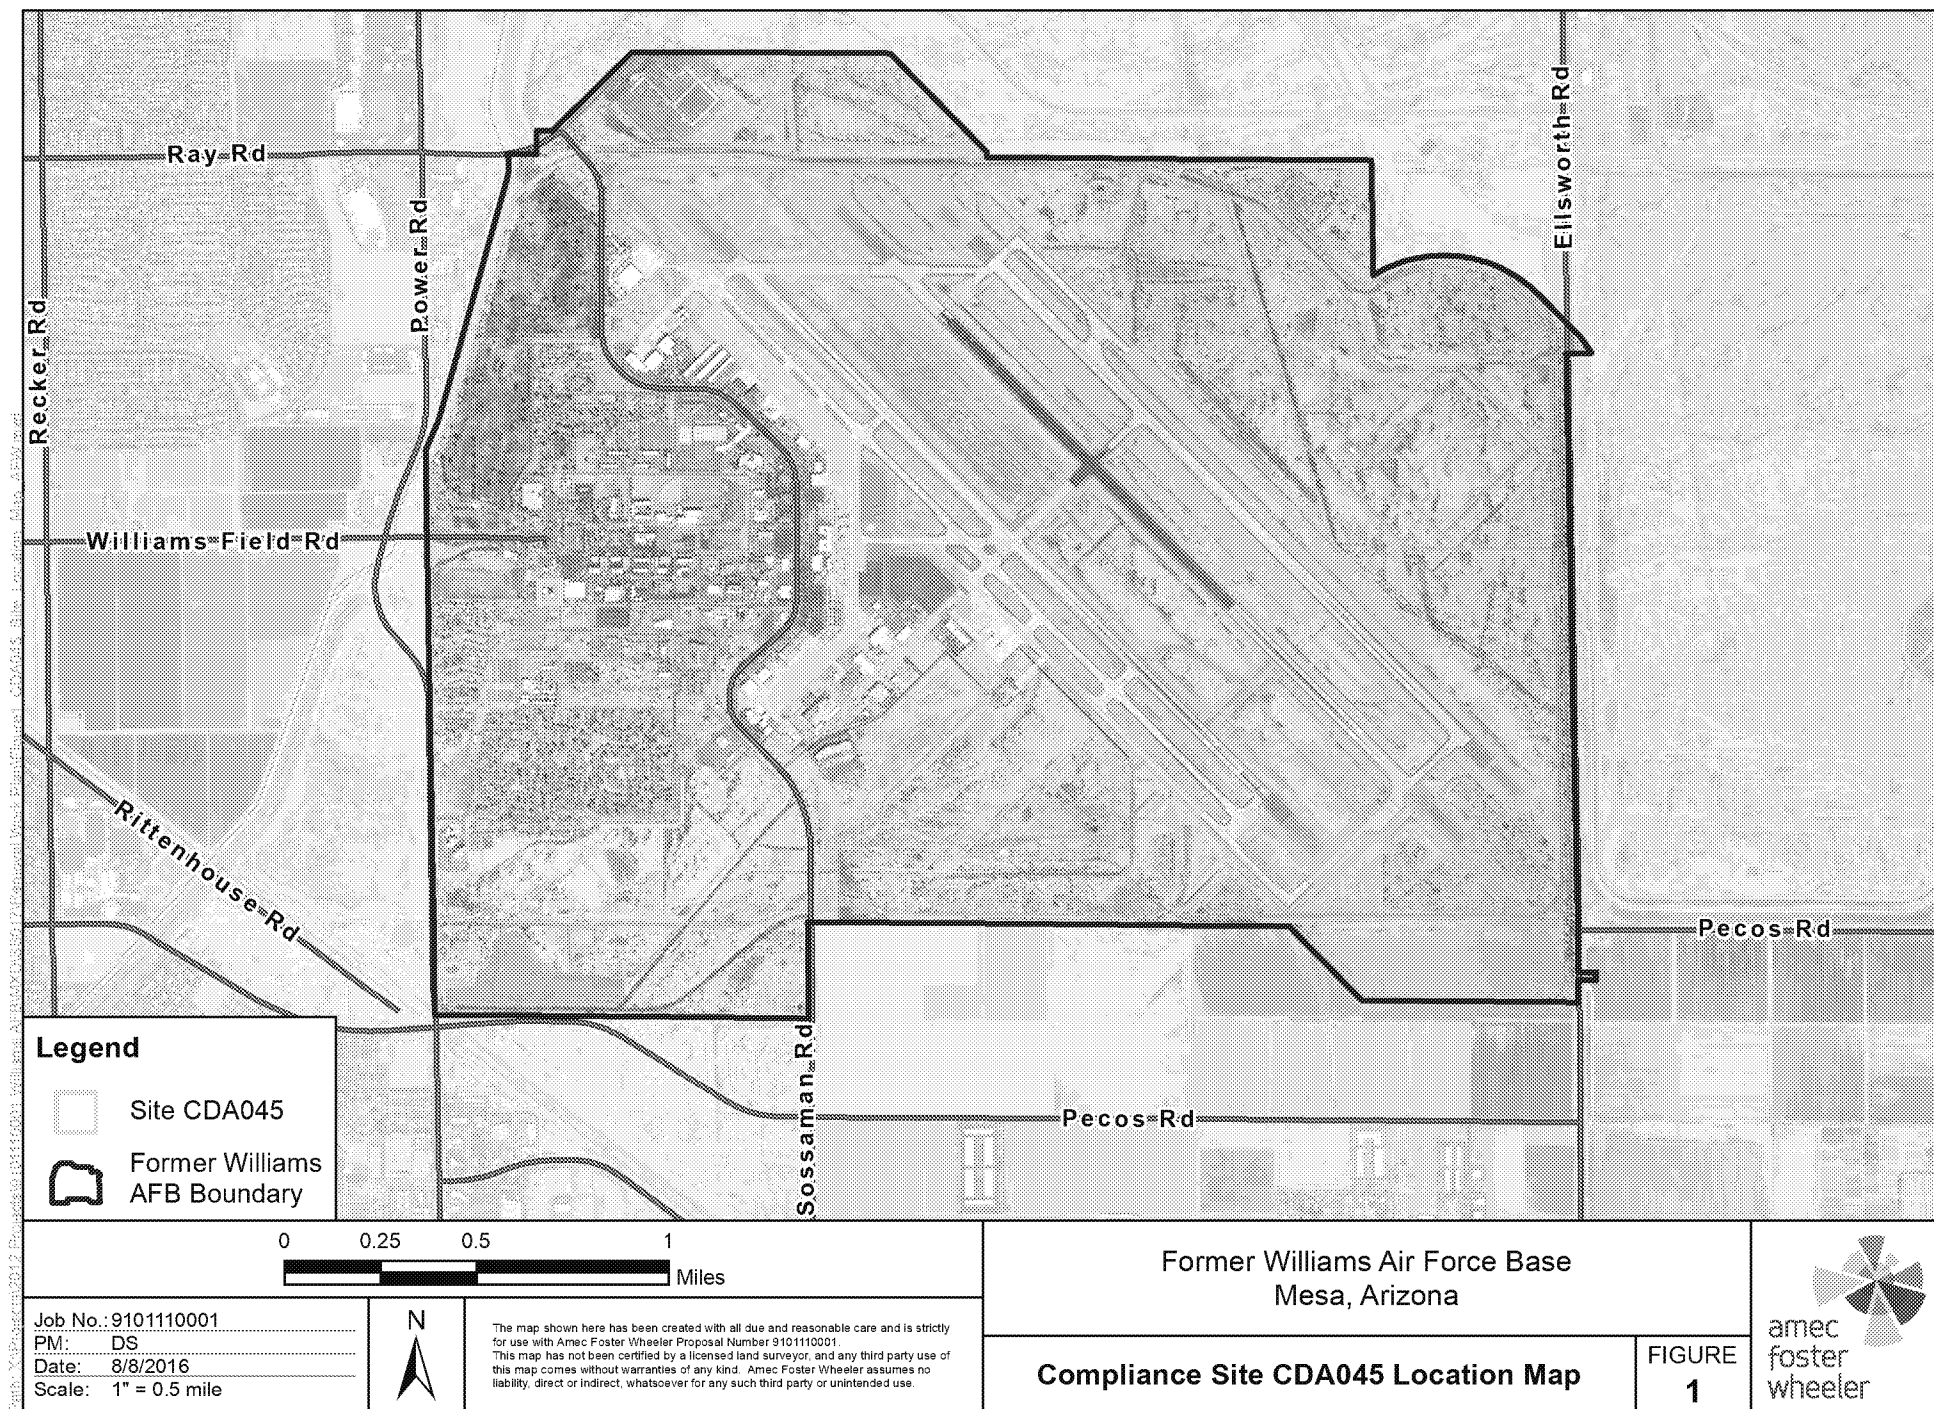 Ray Rd
Power Rd
Ellsworth Rd
Recker Rd
Williams Field Rd
Rittenhouse Rd
Pecos Rd
Sossaman Rd
Pecos Rd
Legend
Site CDA045
Former Williams
AFB Boundary
0 0.25 0.5 1
Miles
Job No.: 9101110001
PM: DS
Date: 8/8/2016
Scale: 1" = 0.5 mile
N
The map shown here has been created with all due and reasonable care and is strictly
for use with Amec Foster Wheeler Proposal Number 9101110001.
This map has not been certified by a licensed land surveyor, and any third party use of
this map comes without warranties of any kind. Amec Foster Wheeler assumes no
liability, direct or indirect, whatsoever for any such third party or unintended use.
Former Williams Air Force Base
Mesa, Arizona
Compliance Site CDA045 Location Map
FIGURE
1
amec
foster
wheeler